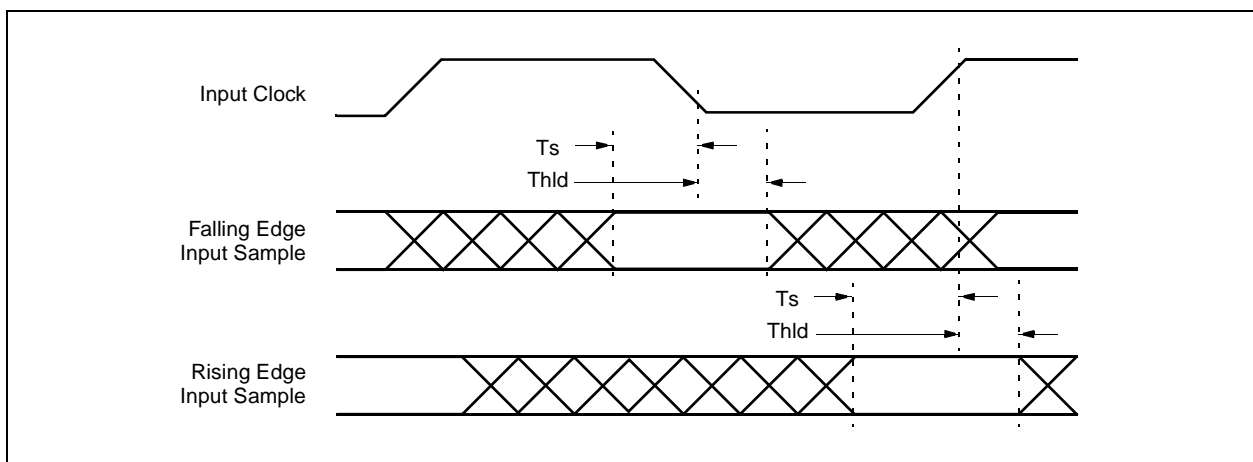 Input Clock
Ts
Thld
Falling Edge
Input Sample
Ts
Thld
Rising Edge
Input Sample